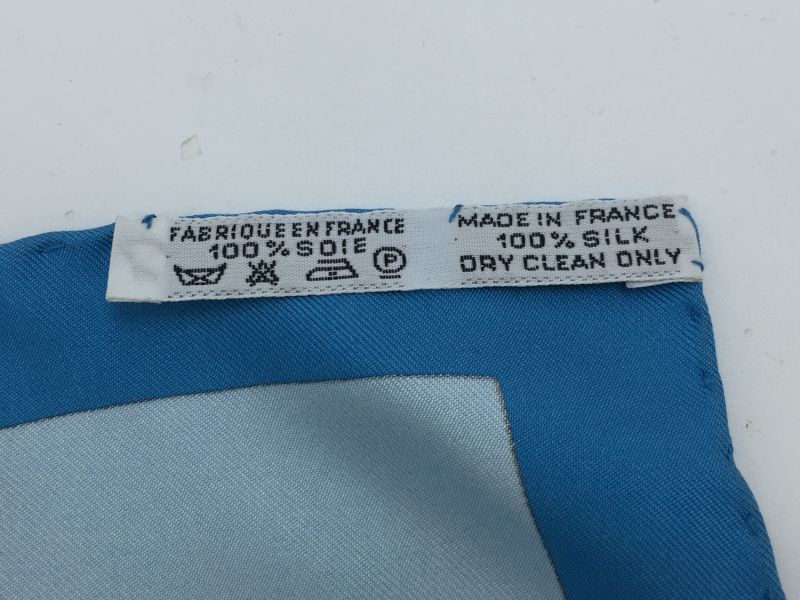 FABRIQUE EN FRANCE
100% SOIE
P
MADE IN FRANCE
100% SILK
DRY CLEAN ONLY